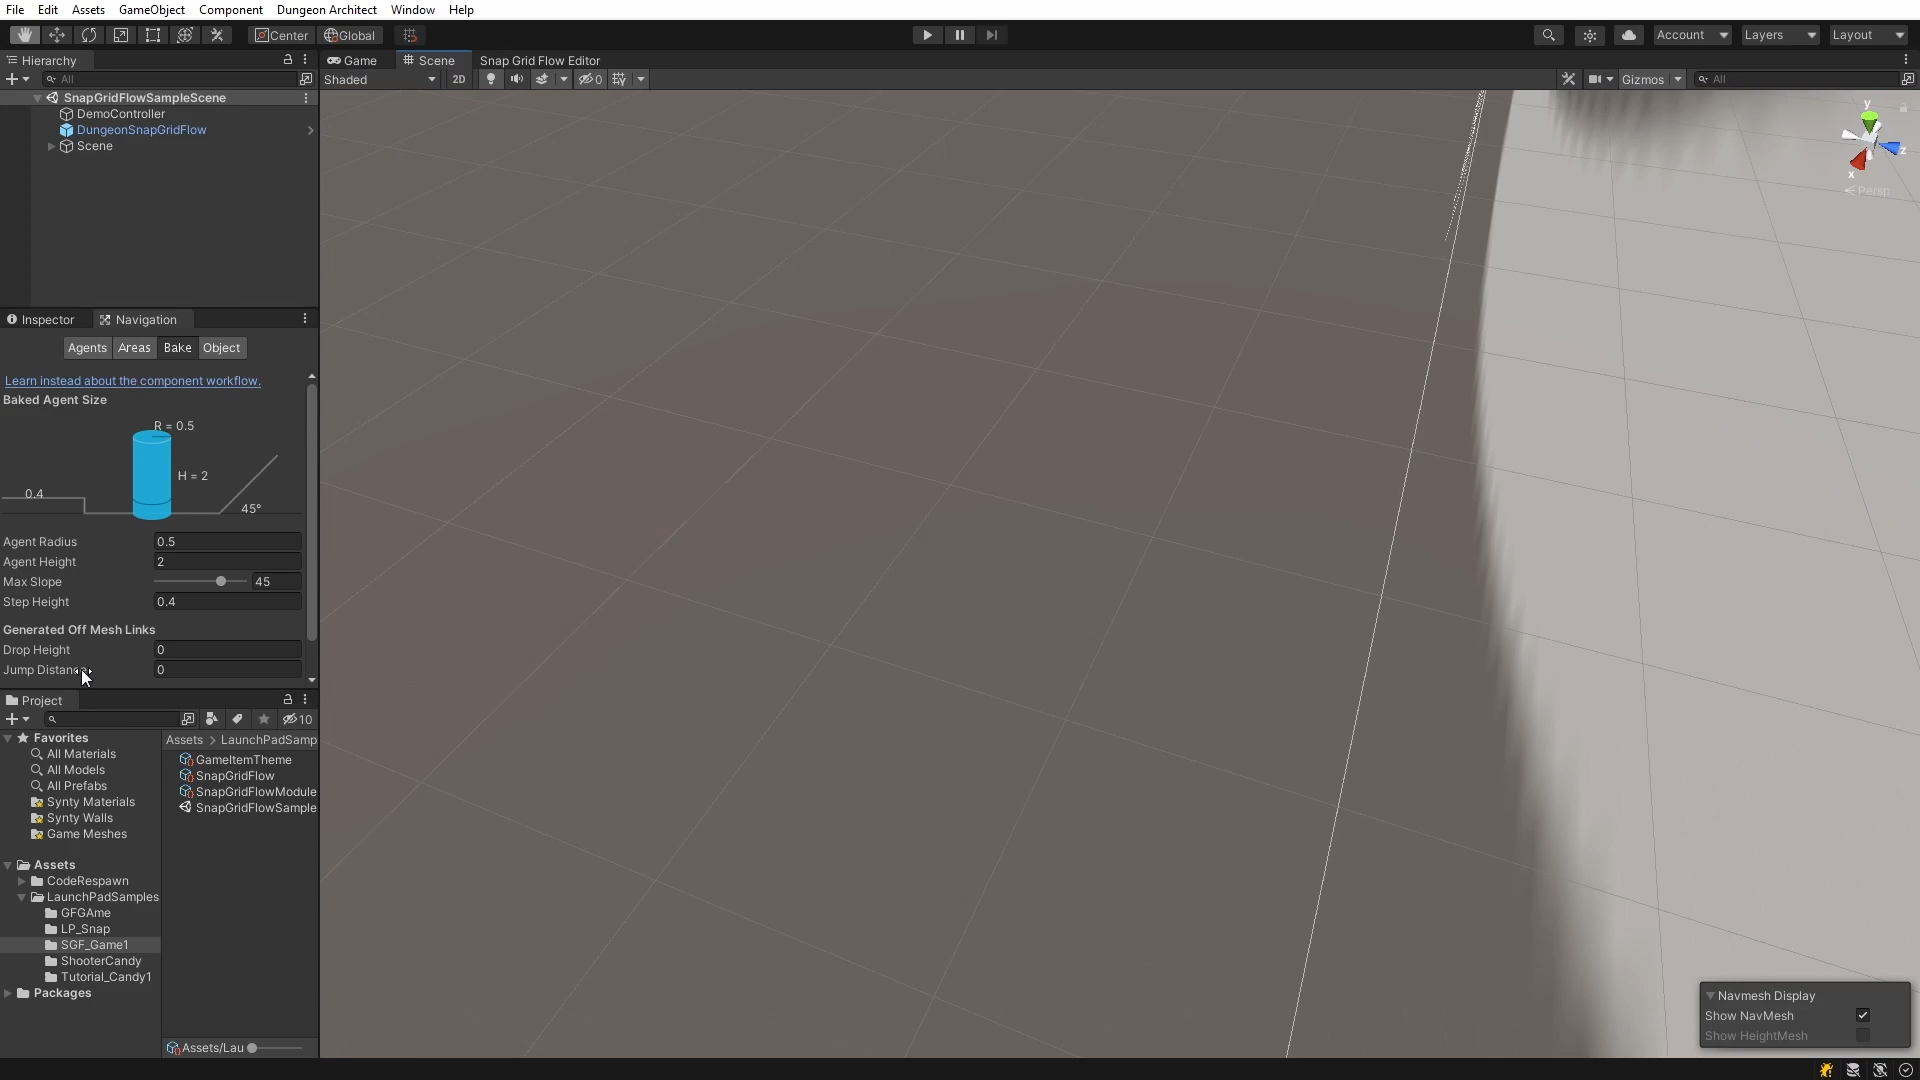 File Edit Assets GameObject Component Dungeon Architect Window Help
Center Global Account Layers Layout
Hierarchy Game Scene Snap Grid Flow Editor
All Shaded 2D 0 Gizmos All
SnapGridFlowSampleScene
DemoController
DungeonSnapGridFlow
Scene
y
z
x
Persp
Inspector Navigation
Agents Areas Bake Object
Learn instead about the component workflow.
Baked Agent Size
R = 0.5
H = 2
0.4
45°
Agent Radius 0.5
Agent Height 2
Max Slope 45
Step Height 0.4
Generated Off Mesh Links
Drop Height 0
Jump Distance 0
Project
10
Favorites
All Materials
All Models
All Prefabs
Synty Materials
Synty Walls
Game Meshes
Assets
CodeRespawn
LaunchPadSamples
GFGAme
LP_Snap
SGF_Game1
ShooterCandy
Tutorial_Candy1
Packages
Assets > LaunchPadSamp
GameItemTheme
SnapGridFlow
SnapGridFlowModule
SnapGridFlowSample
Assets/Lau
Navmesh Display
Show NavMesh
Show HeightMesh